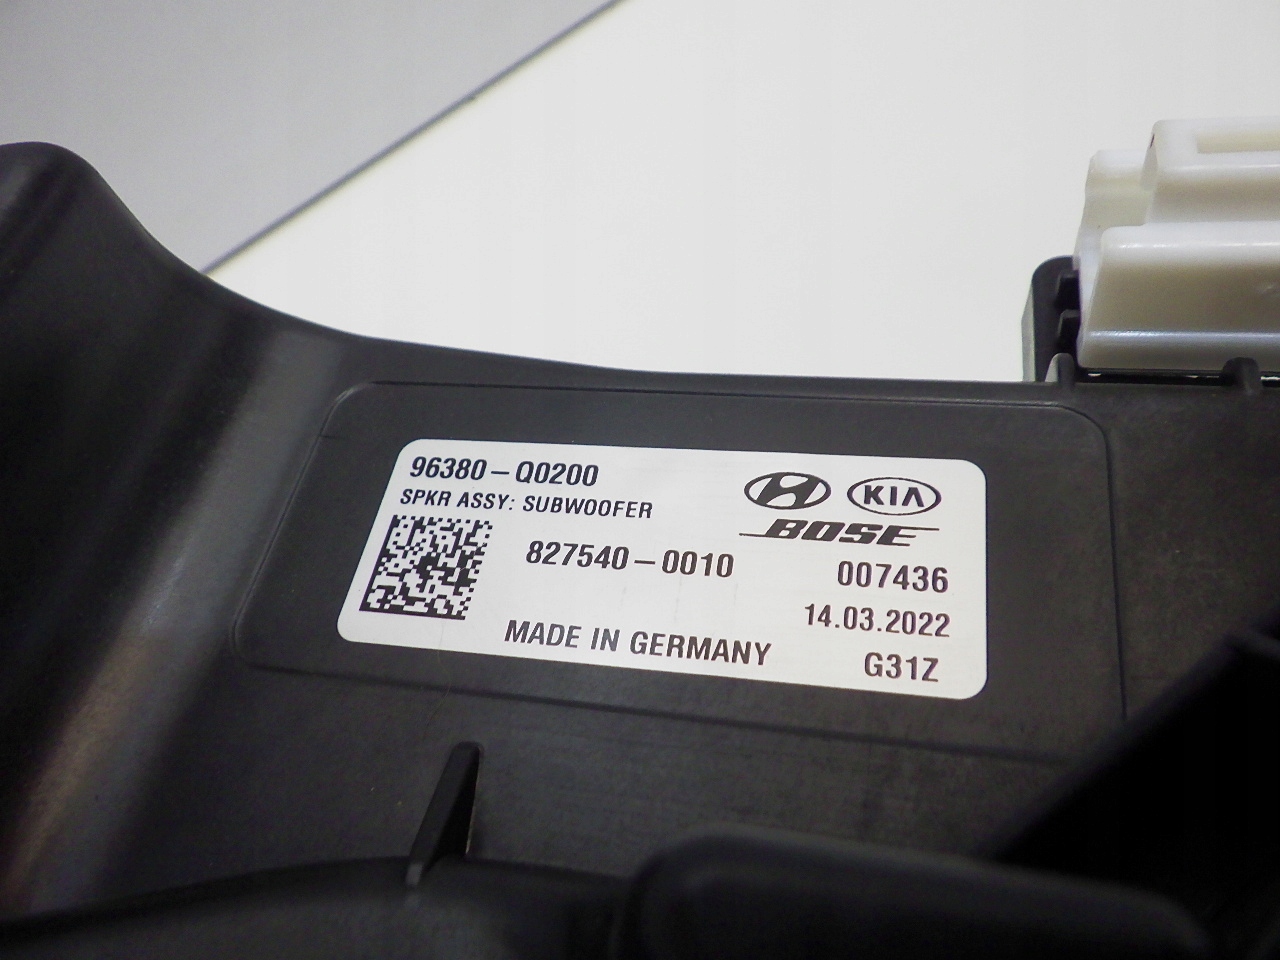 96380-Q0200
SPKR ASSY: SUBWOOFER
KIA
BOSE
827540-0010
007436
14.03.2022
MADE IN GERMANY
G31Z